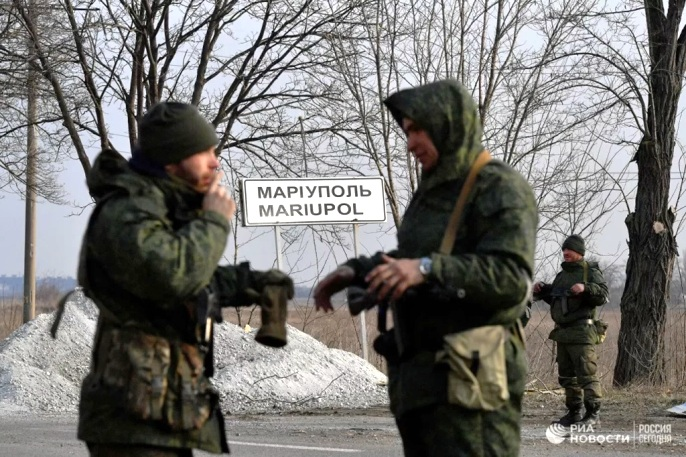 МАРІУПОЛЬ
MARIUPOL
РИА
НОВОСТИ
РОССИЯ
СЕГОДНЯ